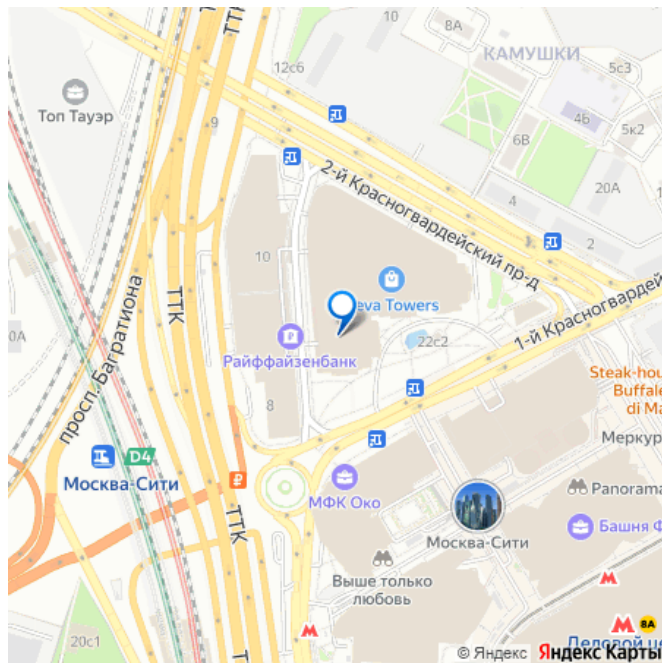 10
8А
КАМУШКИ
12с6
5с3
Топ Тауэр
ТТК
9
4Б
5к2
6В
2-й Красногвардейский пр-д
20А
4
2
10
eva Towers
просп. Багратиона
ТТК
1-й Красногвардей
0А
22с2
Райффайзенбанк
Steak-hou
Buffale
di Ma
8
Меркур
D4
Москва-Сити
₽
МФК Око
Panorama
Башня Ф
Москва-Сити
ТТК
Выше только
любовь
20с1
8А
Деловой це
© Яндекс Яндекс Карты